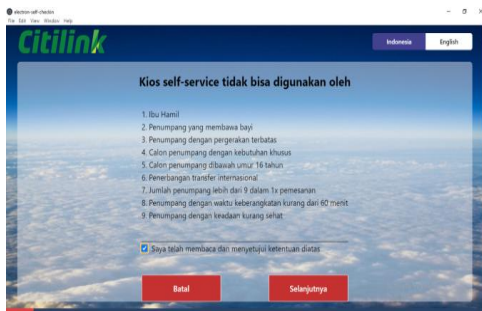 electron-self-checkin
File Edit View Window Help
Citilink
Indonesia
English
Kios self-service tidak bisa digunakan oleh
1. Ibu Hamil
2. Penumpang yang membawa bayi
3. Penumpang dengan pergerakan terbatas
4. Calon penumpang dengan kebutuhan khusus
5. Calon penumpang dibawah umur 16 tahun
6. Penerbangan transfer internasional
7. Jumlah penumpang lebih dari 9 dalam 1x pemesanan
8. Penumpang dengan waktu keberangkatan kurang dari 60 menit
9. Penumpang dengan keadaan kurang sehat
Saya telah membaca dan menyetujui ketentuan diatas
Batal
Selanjutnya